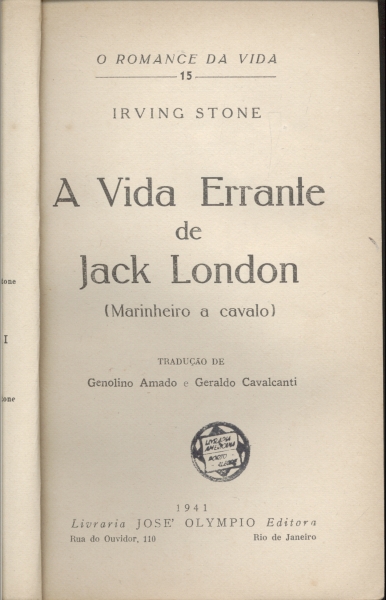 O ROMANCE DA VIDA
15
IRVING STONE
A Vida Errante
de
Jack London
(Marinheiro a cavalo)
TRADUÇÃO DE
Genolino Amado e Geraldo Cavalcanti
1941
Livraria JOSE' OLYMPIO Editora
Rua do Ouvidor, 110 Rio de Janeiro
I